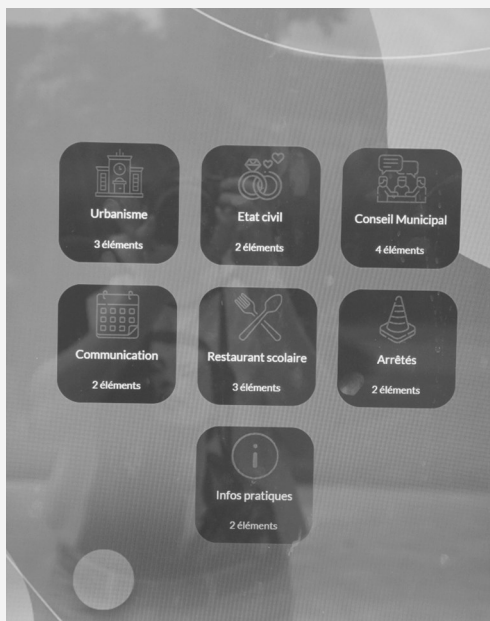 Urbanisme
3 éléments
Etat civil
2 éléments
Conseil Municipal
4 éléments
Communication
2 éléments
Restaurant scolaire
3 éléments
Arrêtés
2 éléments
Infos pratiques
2 éléments